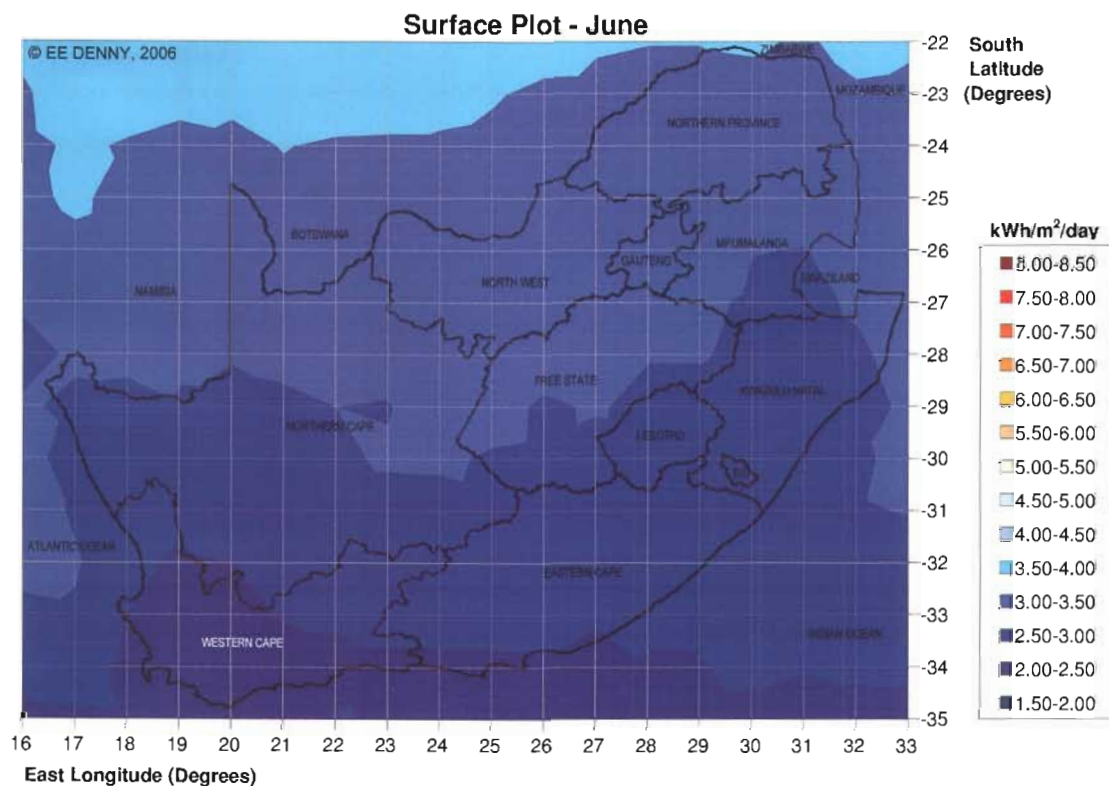 Surface Plot - June
© EE DENNY, 2006
ZIMBABWE
MOZAMBIQUE
NORTHERN PROVINCE
BOTSWANA
MPUMALANGA
GAUTENG
NAMIBIA
NORTH WEST
SWAZILAND
FREE STATE
KWAZULU NATAL
NORTHERN CAPE
LESOTHO
ATLANTIC OCEAN
EASTERN CAPE
WESTERN CAPE
INDIAN OCEAN
-22
-23
-24
-25
-26
-27
-28
-29
-30
-31
-32
-33
-34
-35
South
Latitude
(Degrees)
16 17 18 19 20 21 22 23 24 25 26 27 28 29 30 31 32 33
East Longitude (Degrees)
kWh/m²/day
8.00-8.50
7.50-8.00
7.00-7.50
6.50-7.00
6.00-6.50
5.50-6.00
5.00-5.50
4.50-5.00
4.00-4.50
3.50-4.00
3.00-3.50
2.50-3.00
2.00-2.50
1.50-2.00